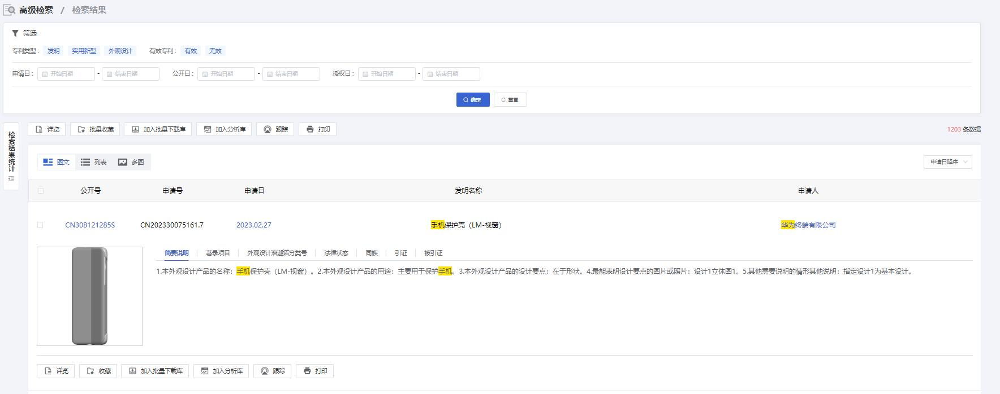 高级检索 / 检索结果
筛选
专利类型: 发明 实用新型 外观设计 有效专利: 有效 无效
申请日: 开始日期 - 结束日期 公开日: 开始日期 - 结束日期 授权日: 开始日期 - 结束日期
确定 重置
检索结果统计
详览 批量收藏 加入批量下载库 加入分析库 跟踪 打印 1203 条数据
图文 列表 多图 申请日降序
公开号 申请号 申请日 发明名称 申请人
CN308121285S CN202330075161.7 2023.02.27 手机保护壳（LM-视窗） 华为终端有限公司
简要说明 著录项目 外观设计洛迦诺分类号 法律状态 同族 引证 被引证
1.本外观设计产品的名称：手机保护壳（LM-视窗）。2.本外观设计产品的用途：主要用于保护手机。3.本外观设计产品的设计要点：在于形状。4.最能表明设计要点的图片或照片：设计1立体图1。5.其他需要说明的情形其他说明：指定设计1为基本设计。
详览 收藏 加入批量下载库 加入分析库 跟踪 打印